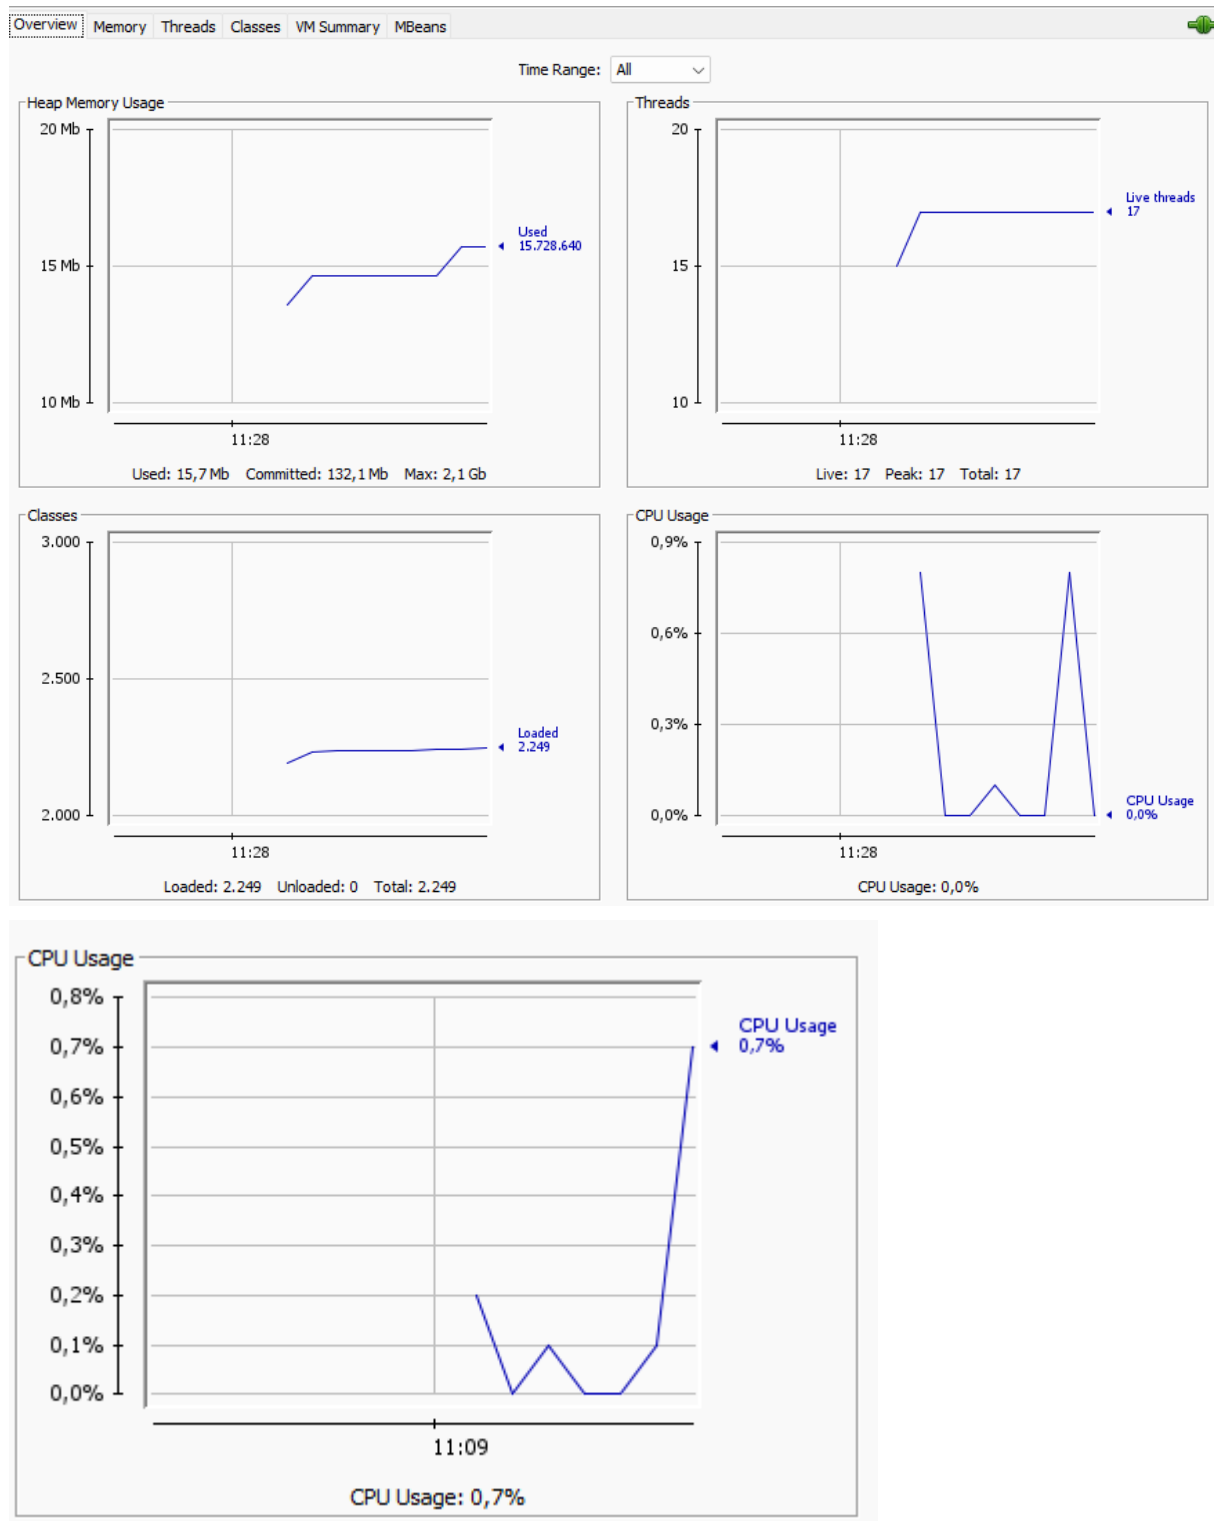 Overview Memory Threads Classes VM Summary MBeans
Time Range: All
Heap Memory Usage
20 Mb
15 Mb
10 Mb
Used
15.728.640
11:28
Used: 15,7 Mb Committed: 132,1 Mb Max: 2,1 Gb
Threads
20
15
10
Live threads
17
11:28
Live: 17 Peak: 17 Total: 17
Classes
3.000
2.500
2.000
Loaded
2.249
11:28
Loaded: 2.249 Unloaded: 0 Total: 2.249
CPU Usage
0,9%
0,6%
0,3%
0,0%
CPU Usage
0,0%
11:28
CPU Usage: 0,0%
CPU Usage
0,8%
0,7%
0,6%
0,5%
0,4%
0,3%
0,2%
0,1%
0,0%
CPU Usage
0,7%
11:09
CPU Usage: 0,7%